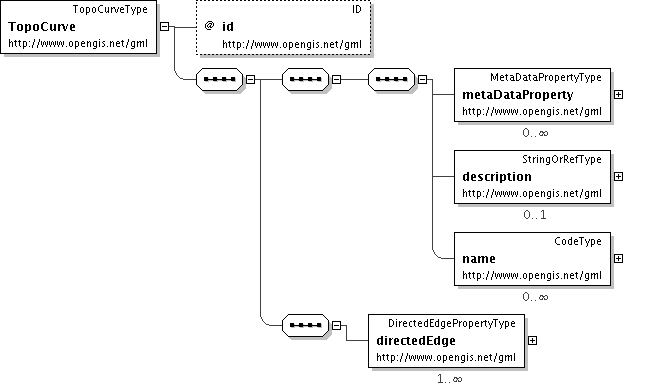 TopoCurveType
TopoCurve
http://www.opengis.net/gml
ID
@ id
http://www.opengis.net/gml
MetaDataPropertyType
metaDataProperty
http://www.opengis.net/gml
0..∞
StringOrRefType
description
http://www.opengis.net/gml
0..1
CodeType
name
http://www.opengis.net/gml
0..∞
DirectedEdgePropertyType
directedEdge
http://www.opengis.net/gml
1..∞